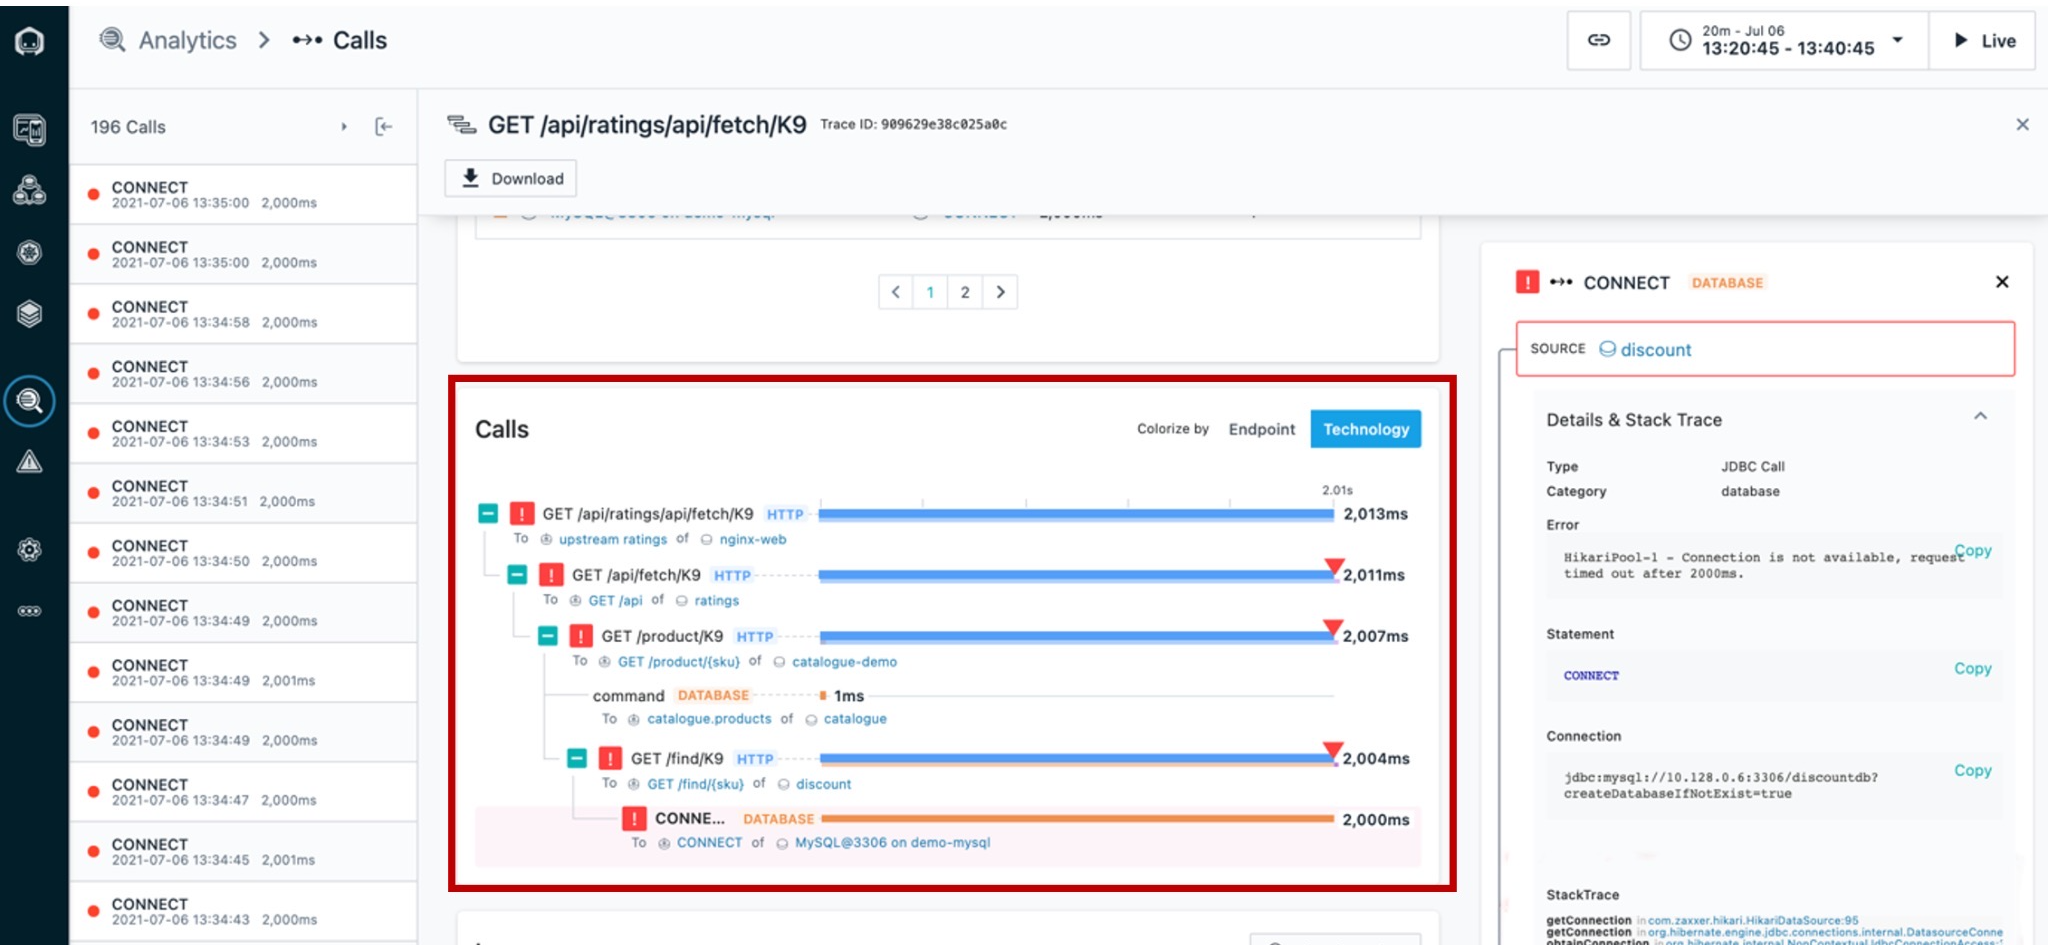 Analytics > Calls
20m - Jul 06
13:20:45 - 13:40:45
Live
196 Calls
GET /api/ratings/api/fetch/K9 Trace ID: 909629e38c025a0c
Download
CONNECT
2021-07-06 13:35:00 2,000ms
CONNECT
2021-07-06 13:35:00 2,000ms
CONNECT
2021-07-06 13:34:58 2,000ms
CONNECT
2021-07-06 13:34:56 2,000ms
CONNECT
2021-07-06 13:34:53 2,000ms
CONNECT
2021-07-06 13:34:51 2,000ms
CONNECT
2021-07-06 13:34:50 2,000ms
CONNECT
2021-07-06 13:34:49 2,000ms
CONNECT
2021-07-06 13:34:49 2,001ms
CONNECT
2021-07-06 13:34:49 2,000ms
CONNECT
2021-07-06 13:34:47 2,000ms
CONNECT
2021-07-06 13:34:45 2,001ms
CONNECT
2021-07-06 13:34:43 2,000ms
MySQL@3306 on demo-mysql CONNECT 2,000ms
< 1 2 >
Calls
Colorize by Endpoint Technology
2.01s
GET /api/ratings/api/fetch/K9 HTTP 2,013ms
To upstream ratings of nginx-web
GET /api/fetch/K9 HTTP 2,011ms
To GET /api of ratings
GET /product/K9 HTTP 2,007ms
To GET /product/{sku} of catalogue-demo
command DATABASE 1ms
To catalogue.products of catalogue
GET /find/K9 HTTP 2,004ms
To GET /find/{sku} of discount
CONNE... DATABASE 2,000ms
To CONNECT of MySQL@3306 on demo-mysql
CONNECT DATABASE
SOURCE discount
Details & Stack Trace
Type JDBC Call
Category database
Error
Copy
HikariPool-1 - Connection is not available, request
timed out after 2000ms.
Statement
Copy
CONNECT
Connection
Copy
jdbc:mysql://10.128.0.6:3306/discountdb?
createDatabaseIfNotExist=true
StackTrace
getConnection in com.zaxxer.hikari.HikariDataSource:95
getConnection in org.hibernate.engine.jdbc.connections.internal.DatasourceConne
obtainConnection in org.hibernate.internal.NonContextualJdbcConnectionAccess: